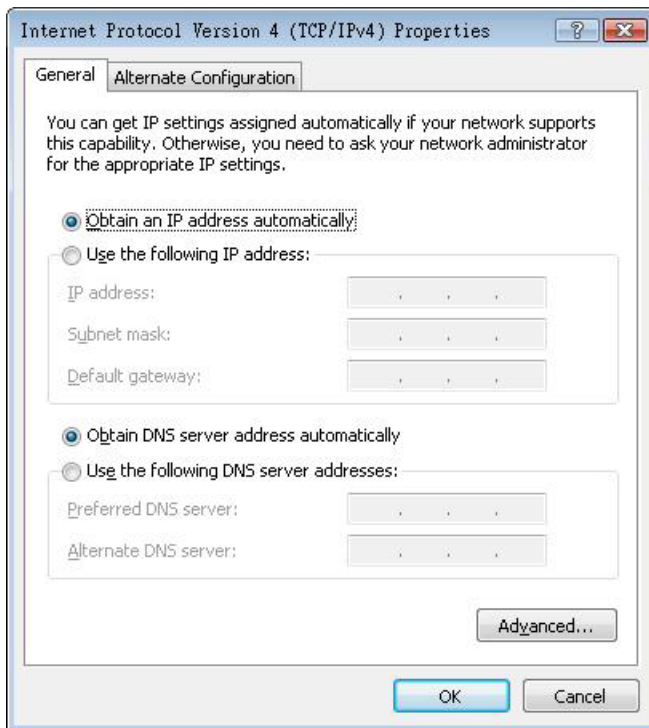 Internet Protocol Version 4 (TCP/IPv4) Properties
General
Alternate Configuration
You can get IP settings assigned automatically if your network supports
this capability. Otherwise, you need to ask your network administrator
for the appropriate IP settings.
Obtain an IP address automatically
Use the following IP address:
IP address:
Subnet mask:
Default gateway:
Obtain DNS server address automatically
Use the following DNS server addresses:
Preferred DNS server:
Alternate DNS server:
Advanced...
OK
Cancel